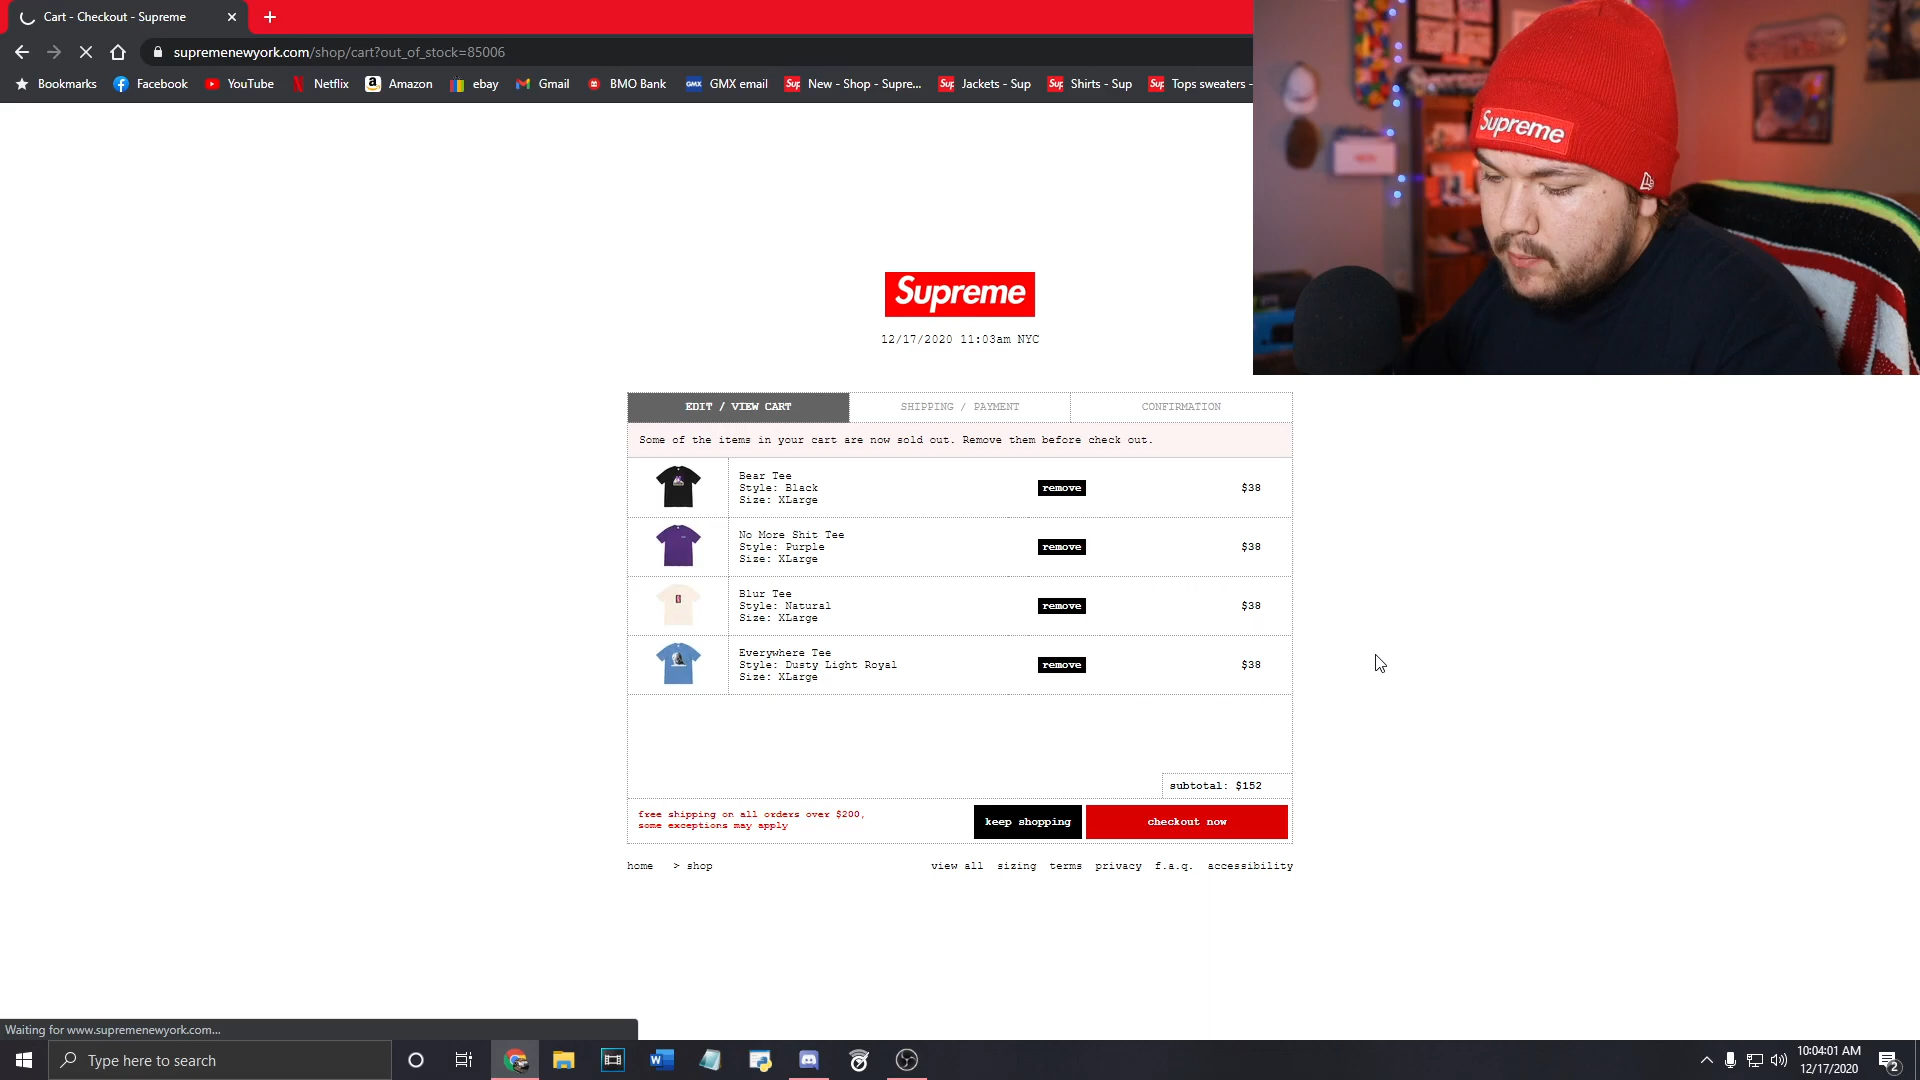 Cart - Checkout - Supreme
supremenewyork.com/shop/cart?out_of_stock=85006
Bookmarks Facebook YouTube Netflix Amazon ebay Gmail BMO Bank GMX email New - Shop - Supre... Jackets - Sup Shirts - Sup Tops sweaters -
Supreme
Supreme
12/17/2020 11:03am NYC
EDIT / VIEW CART SHIPPING / PAYMENT CONFIRMATION
Some of the items in your cart are now sold out. Remove them before check out.
Bear Tee
Style: Black
Size: XLarge
remove $38
No More Shit Tee
Style: Purple
Size: XLarge
remove $38
Blur Tee
Style: Natural
Size: XLarge
remove $38
Everywhere Tee
Style: Dusty Light Royal
Size: XLarge
remove $38
subtotal: $152
free shipping on all orders over $200,
some exceptions may apply
keep shopping checkout now
home > shop view all sizing terms privacy f.a.q. accessibility
Waiting for www.supremenewyork.com...
Type here to search
10:04:01 AM
12/17/2020
2